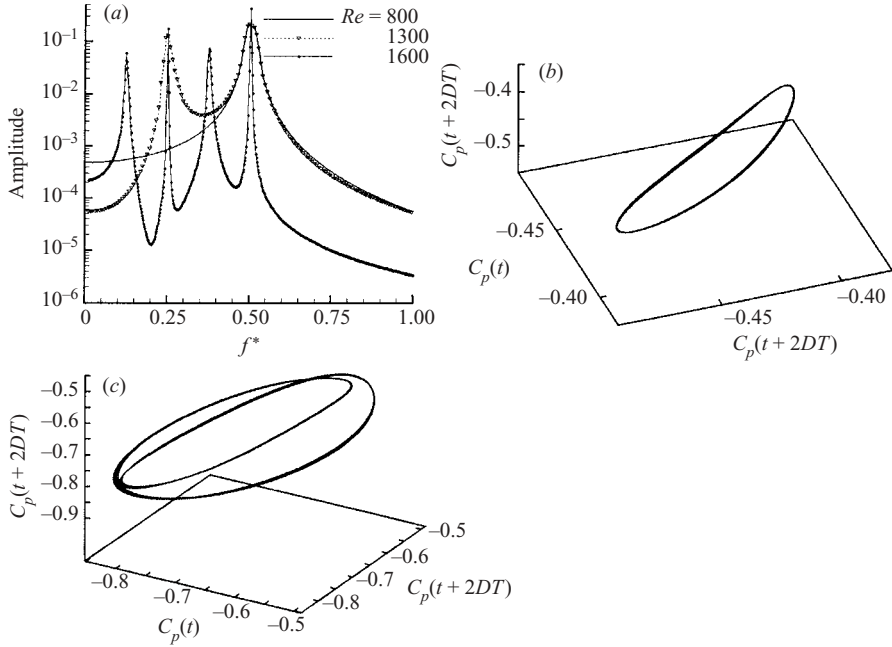 (a)
Re = 800
1300
1600
10⁻¹
10⁻²
10⁻³
10⁻⁴
10⁻⁵
10⁻⁶
Amplitude
0
0.25
0.50
0.75
1.00
f*
(b)
–0.4
–0.5
C_p(t + 2DT)
–0.45
–0.40
C_p(t)
–0.45
–0.40
C_p(t + 2DT)
(c)
–0.5
–0.6
–0.7
–0.8
–0.9
C_p(t + 2DT)
–0.8
–0.7
–0.6
–0.5
C_p(t)
–0.5
–0.6
–0.7
–0.8
C_p(t + 2DT)